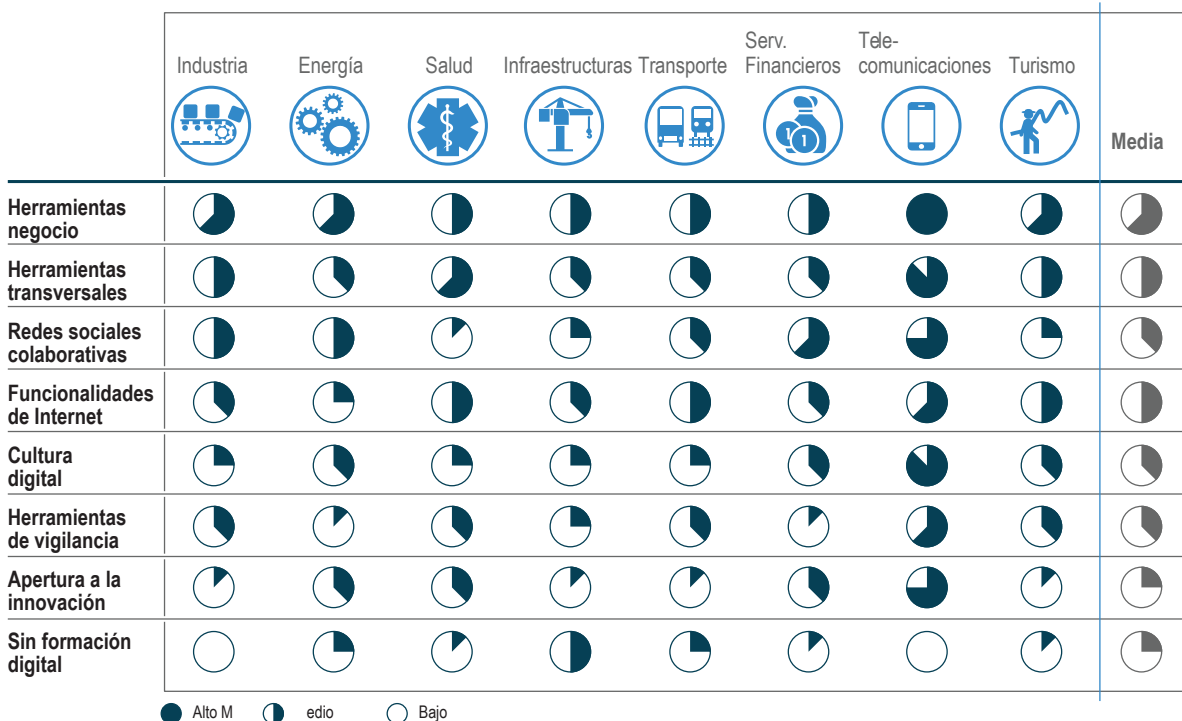 Industria
Energía
Salud
Infraestructuras
Transporte
Serv.
Financieros
Tele-
comunicaciones
Turismo
1
1
Media
Herramientas
negocio
Herramientas
transversales
Redes sociales
colaborativas
Funcionalidades
de Internet
Cultura
digital
Herramientas
de vigilancia
Apertura a la
innovación
Sin formación
digital
Alto M edio Bajo